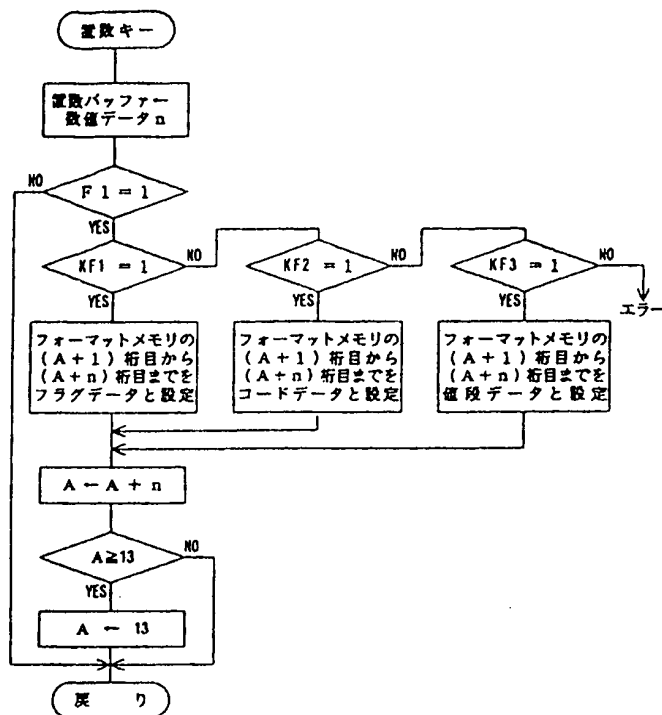 置数キー
置数バッファー
数値データn
NO
F1=1
YES
KF1=1
NO
KF2=1
NO
KF3=1
NO
YES
YES
YES
エラー
フォーマットメモリの
(A+1)桁目から
(A+n)桁目までを
フラグデータと設定
フォーマットメモリの
(A+1)桁目から
(A+n)桁目までを
コードデータと設定
フォーマットメモリの
(A+1)桁目から
(A+n)桁目までを
値段データと設定
A←A+n
A≧13
NO
YES
A←13
戻り